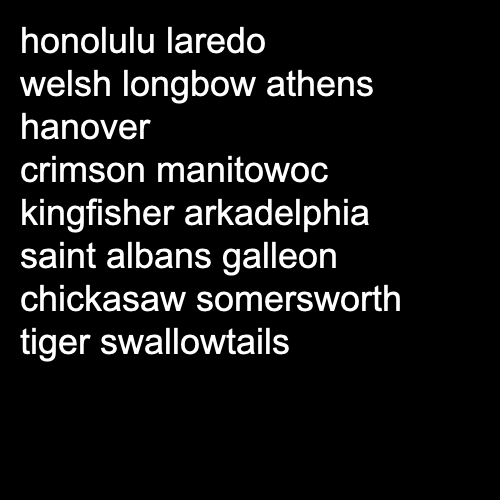 honolulu laredo
welsh longbow athens
hanover
crimson manitowoc
kingfisher arkadelphia
saint albans galleon
chickasaw somersworth
tiger swallowtails